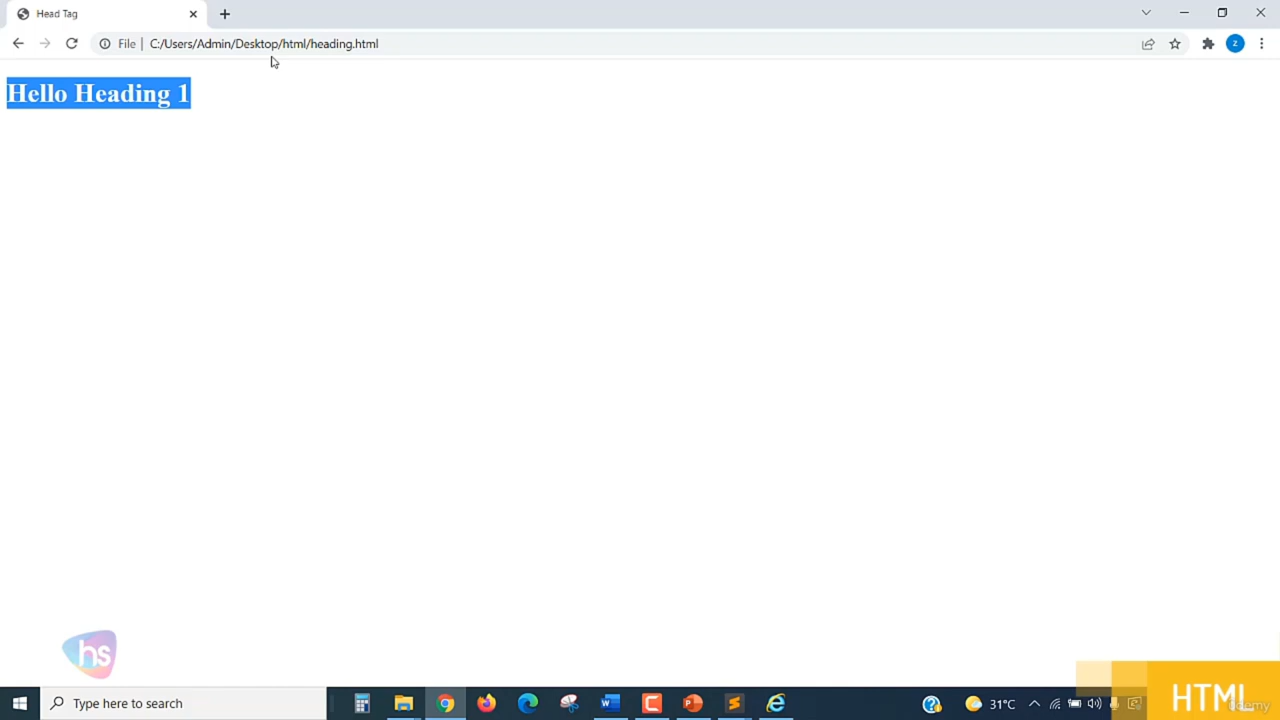 Head Tag
File
C:/Users/Admin/Desktop/html/heading.html
z
Hello Heading 1
hs
Type here to search
31°C
HTML
Udemy